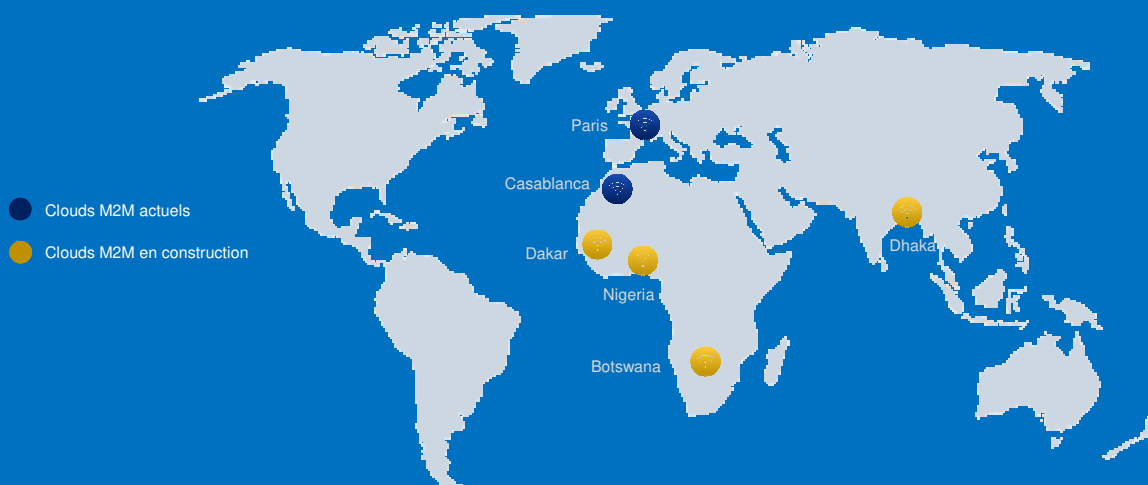 Paris
Casablanca
Clouds M2M actuels
Clouds M2M en construction
Dakar
Dhaka
Nigeria
Botswana